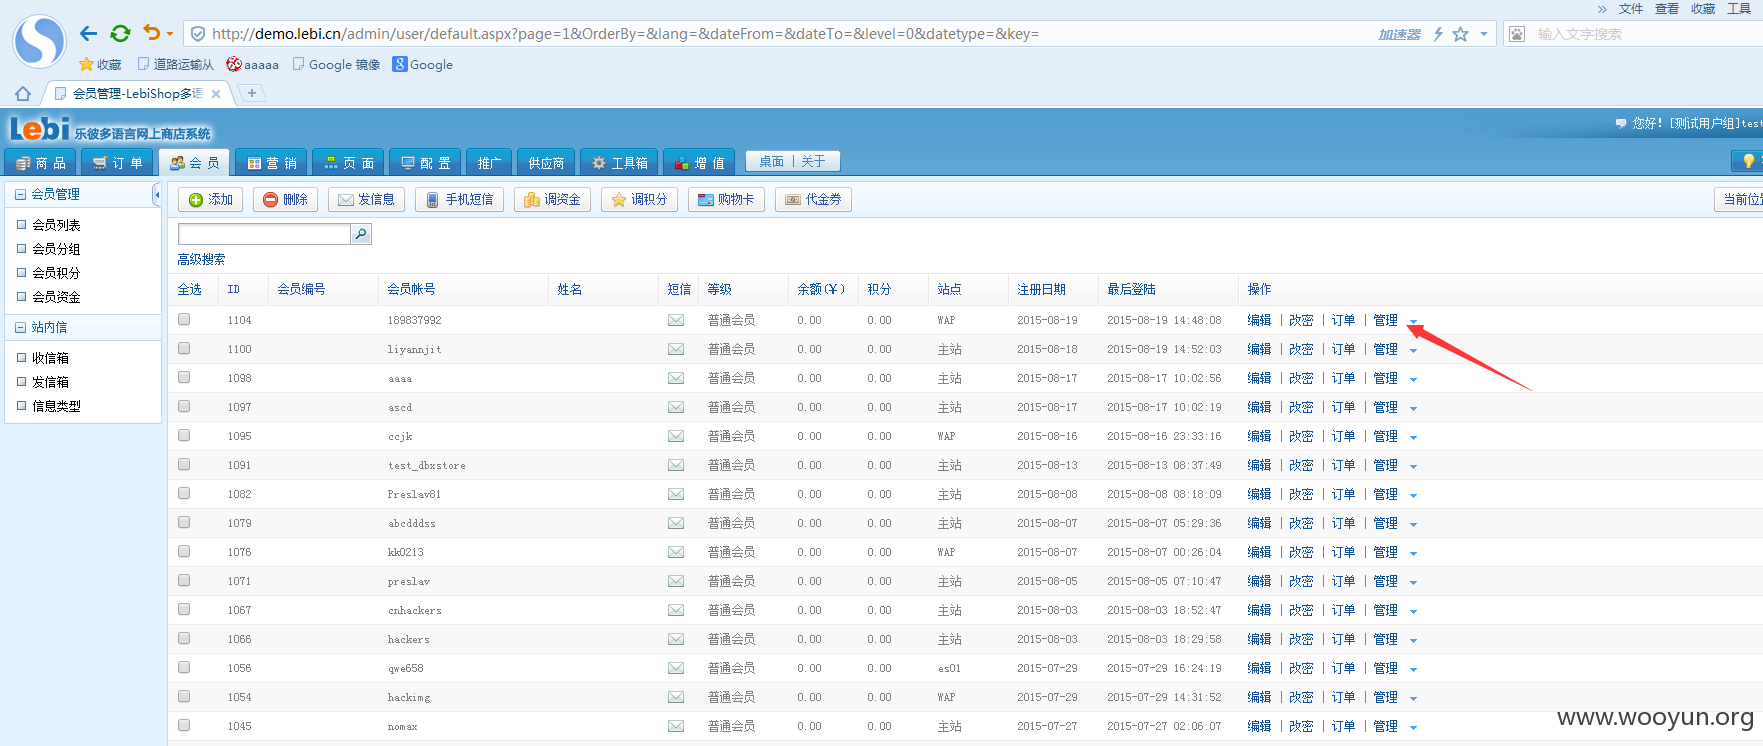 » 文件 查看 收藏 工具
http://demo.lebi.cn/admin/user/default.aspx?page=1&OrderBy=&lang=&dateFrom=&dateTo=&level=0&datetype=&key= 加速器 输入文字搜索
收藏 道路运输从 aaaaa Google 镜像 Google
会员管理-LebiShop多语
Lebi 乐彼多语言网上商店系统 您好! [测试用户组]test
商 品 订 单 会 员 营 销 页 面 配 置 推广 供应商 工具箱 增 值 桌面 | 关于
会员管理
会员列表
会员分组
会员积分
会员资金
站内信
收信箱
发信箱
信息类型
添加 删除 发信息 手机短信 调资金 调积分 购物卡 代金券 当前位
高级搜索
全选 ID 会员编号 会员帐号 姓名 短信 等级 余额(¥) 积分 站点 注册日期 最后登陆 操作
1104 189837992 普通会员 0.00 0.00 WAP 2015-08-19 2015-08-19 14:48:08 编辑 | 改密 | 订单 | 管理
1100 liyannjit 普通会员 0.00 0.00 主站 2015-08-18 2015-08-19 14:52:03 编辑 | 改密 | 订单 | 管理
1098 aaaa 普通会员 0.00 0.00 主站 2015-08-17 2015-08-17 10:02:56 编辑 | 改密 | 订单 | 管理
1097 ascd 普通会员 0.00 0.00 主站 2015-08-17 2015-08-17 10:02:19 编辑 | 改密 | 订单 | 管理
1095 ccjk 普通会员 0.00 0.00 WAP 2015-08-16 2015-08-16 23:33:16 编辑 | 改密 | 订单 | 管理
1091 test_dbxstore 普通会员 0.00 0.00 主站 2015-08-13 2015-08-13 08:37:49 编辑 | 改密 | 订单 | 管理
1082 Preslav81 普通会员 0.00 0.00 主站 2015-08-08 2015-08-08 08:18:09 编辑 | 改密 | 订单 | 管理
1079 abcdddss 普通会员 0.00 0.00 主站 2015-08-07 2015-08-07 05:29:36 编辑 | 改密 | 订单 | 管理
1076 kk0213 普通会员 0.00 0.00 WAP 2015-08-07 2015-08-07 00:26:04 编辑 | 改密 | 订单 | 管理
1071 preslav 普通会员 0.00 0.00 主站 2015-08-05 2015-08-05 07:10:47 编辑 | 改密 | 订单 | 管理
1067 cnhackers 普通会员 0.00 0.00 主站 2015-08-03 2015-08-03 18:52:47 编辑 | 改密 | 订单 | 管理
1066 hackers 普通会员 0.00 0.00 主站 2015-08-03 2015-08-03 18:29:58 编辑 | 改密 | 订单 | 管理
1056 qwe658 普通会员 0.00 0.00 es01 2015-07-29 2015-07-29 16:24:19 编辑 | 改密 | 订单 | 管理
1054 hackimg 普通会员 0.00 0.00 WAP 2015-07-29 2015-07-29 14:31:52 编辑 | 改密 | 订单 | 管理
1045 nomax 普通会员 0.00 0.00 主站 2015-07-27 2015-07-27 02:06:07 编辑 | 改密 | 订单 | 管理
www.wooyun.org